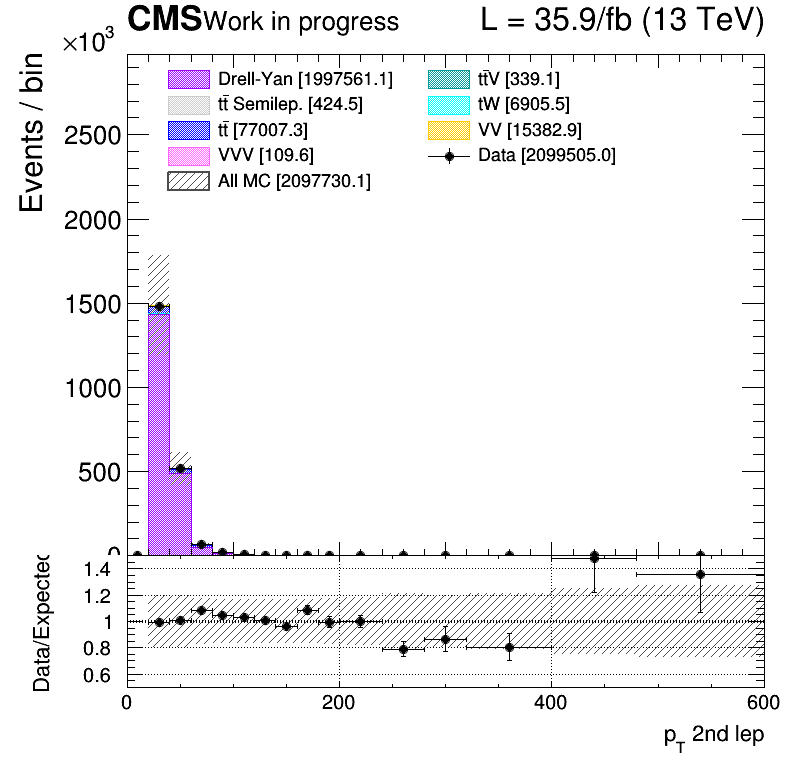 CMS Work in progress L = 35.9/fb (13 TeV)
×10³
Events / bin
Drell-Yan [1997561.1]
tt̄ Semilep. [424.5]
tt̄ [77007.3]
VVV [109.6]
All MC [2097730.1]
tt̄V [339.1]
tW [6905.5]
VV [15382.9]
Data [2099505.0]
2500
2000
1500
1000
500
0
Data/Expected
1.4
1.2
1
0.8
0.6
0 200 400 600
p_T 2nd lep